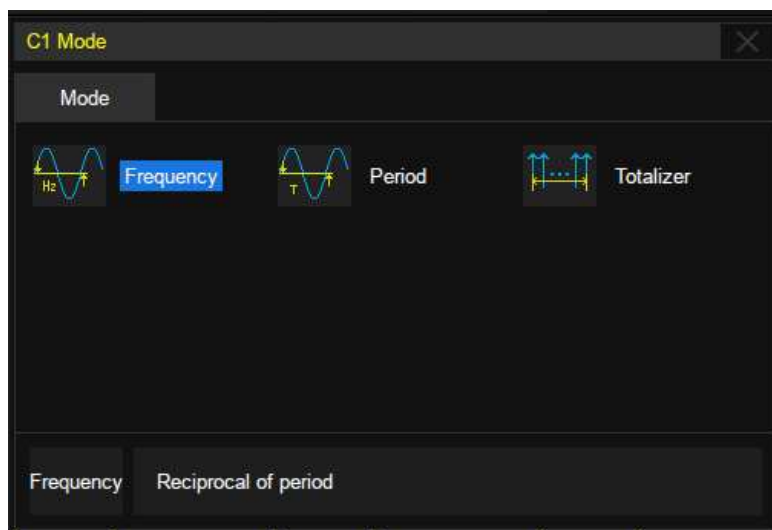 C1 Mode
Mode
Hz Frequency T Period Totalizer
Frequency Reciprocal of period